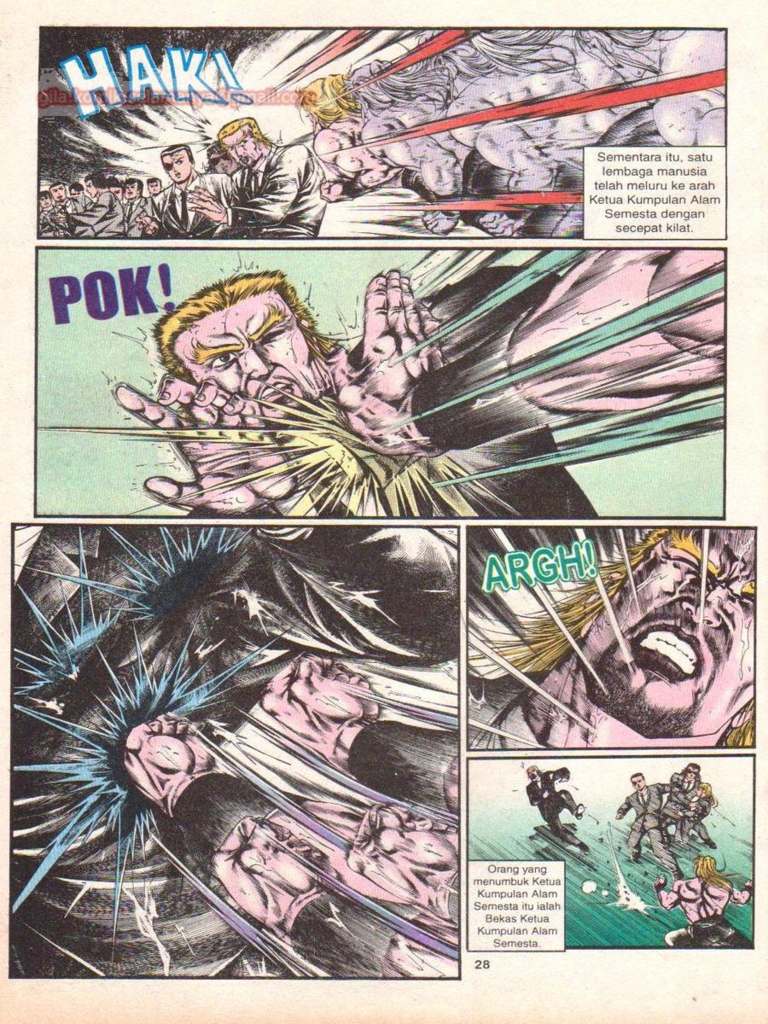 HAK!
Sementara itu, satu
lembaga manusia
telah meluru ke arah
Ketua Kumpulan Alam
Semesta dengan
secepat kilat.
POK!
ARGH!
Orang yang
menumbuk Ketua
Kumpulan Alam
Semesta itu ialah
Bekas Ketua
Kumpulan Alam
Semesta.
28